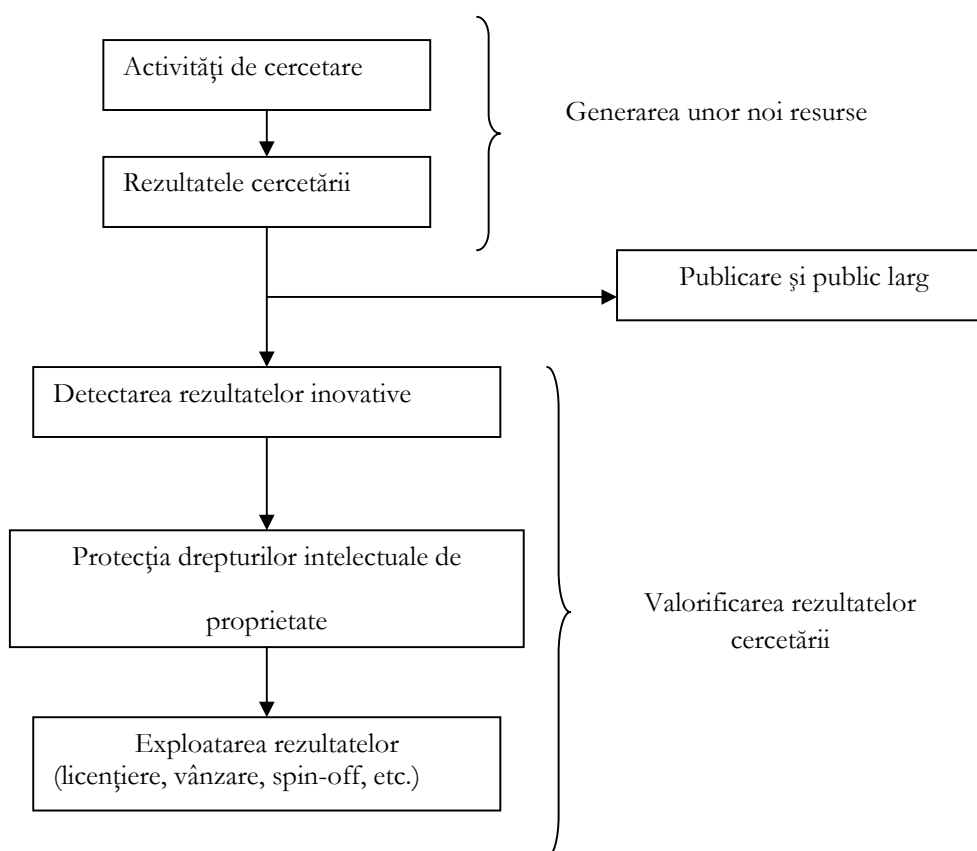 Activităţi de cercetare
Generarea unor noi resurse
Rezultatele cercetării
Publicare şi public larg
Detectarea rezultatelor inovative
Protecţia drepturilor intelectuale de
proprietate
Valorificarea rezultatelor
cercetării
Exploatarea rezultatelor
(licenţiere, vânzare, spin-off, etc.)